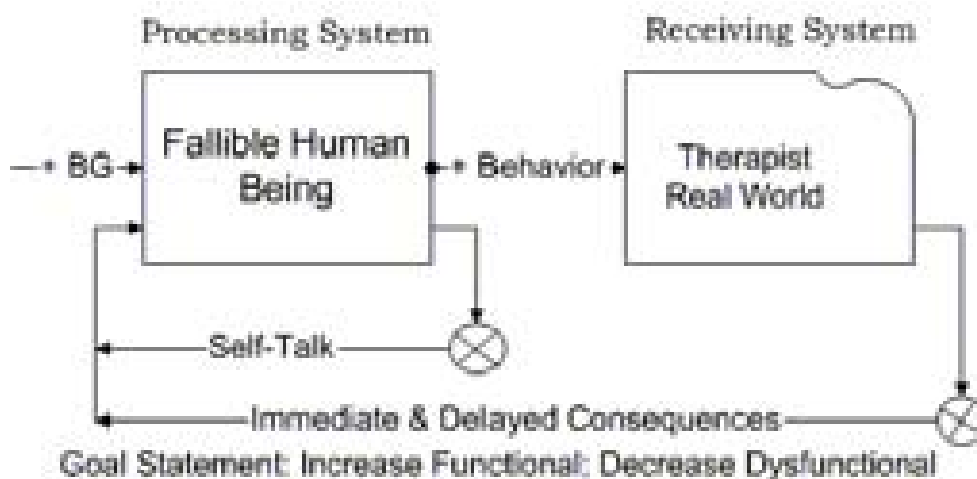 Processing System
Receiving System
Fallible Human
Being
BG
Behavior
Therapist
Real World
Self-Talk
Immediate & Delayed Consequences
Goal Statement: Increase Functional; Decrease Dysfunctional